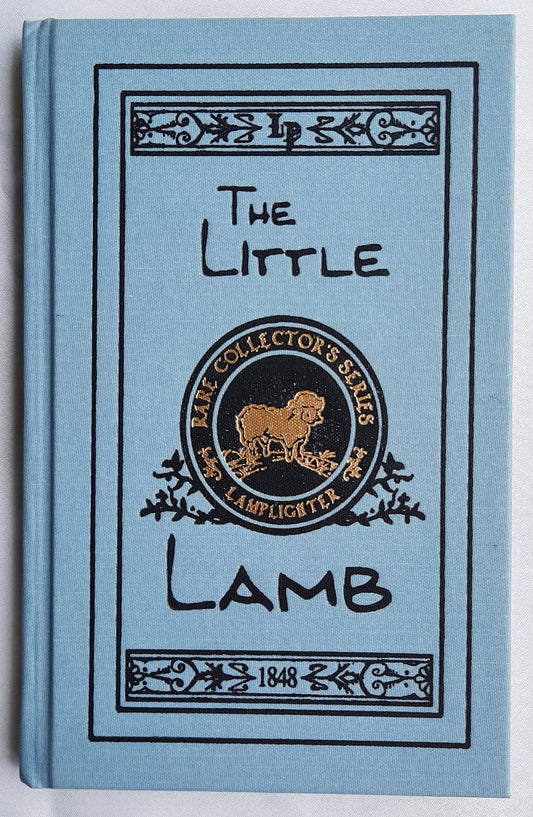 LP
THE
LITTLE
RARE COLLECTOR'S SERIES
LAMPLIGHTER
LAMB
1848